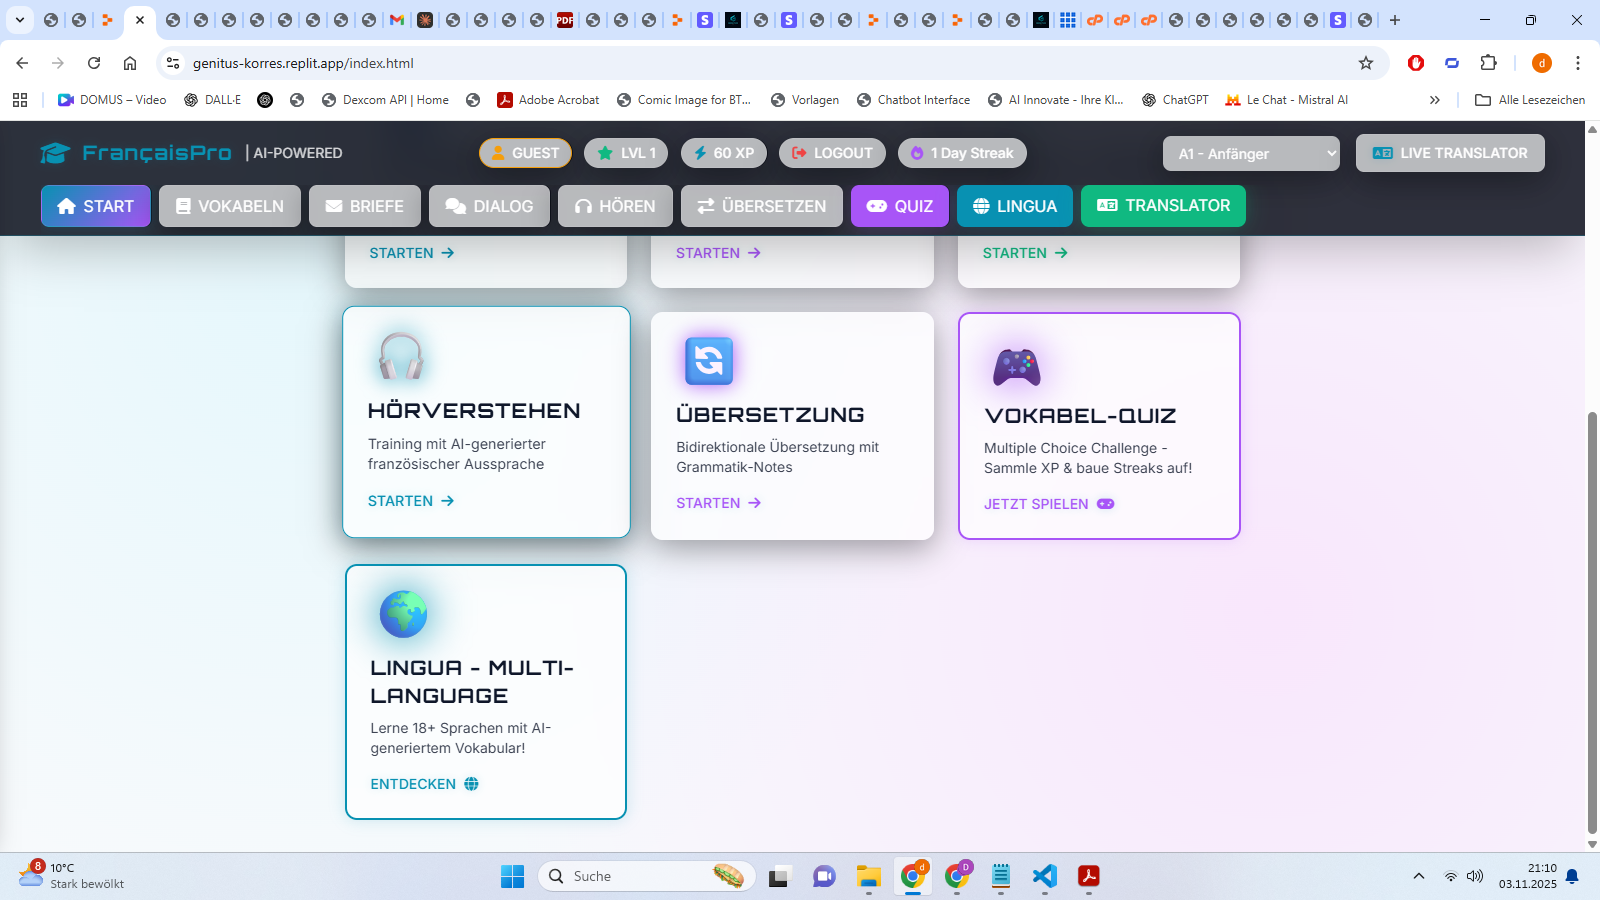 genitus-korres.replit.app/index.html
d
DOMUS – Video
DALL·E
Dexcom API | Home
Adobe Acrobat
Comic Image for BT...
Vorlagen
Chatbot Interface
AI Innovate - Ihre KI...
ChatGPT
Le Chat - Mistral AI
Alle Lesezeichen
FrançaisPro | AI-POWERED
GUEST
LVL 1
60 XP
LOGOUT
1 Day Streak
A1 - Anfänger
LIVE TRANSLATOR
START
VOKABELN
BRIEFE
DIALOG
HÖREN
ÜBERSETZEN
QUIZ
LINGUA
TRANSLATOR
STARTEN
STARTEN
STARTEN
HÖRVERSTEHEN
Training mit AI-generierter
französischer Aussprache
STARTEN
ÜBERSETZUNG
Bidirektionale Übersetzung mit
Grammatik-Notes
STARTEN
VOKABEL-QUIZ
Multiple Choice Challenge -
Sammle XP & baue Streaks auf!
JETZT SPIELEN
LINGUA - MULTI-
LANGUAGE
Lerne 18+ Sprachen mit AI-
generiertem Vokabular!
ENTDECKEN
8
10°C
Stark bewölkt
Suche
d
D
21:10
03.11.2025